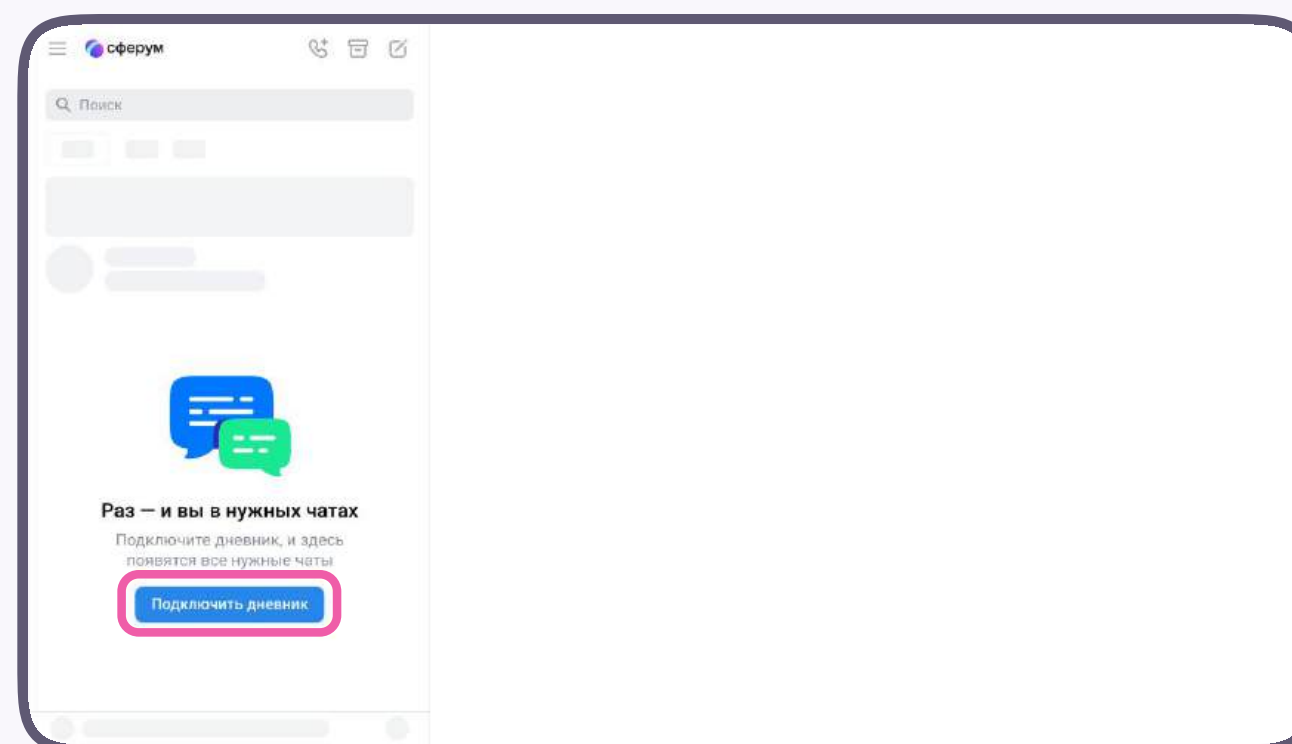 сферум
Поиск
Раз — и вы в нужных чатах
Подключите дневник, и здесь
появятся все нужные чаты
Подключить дневник